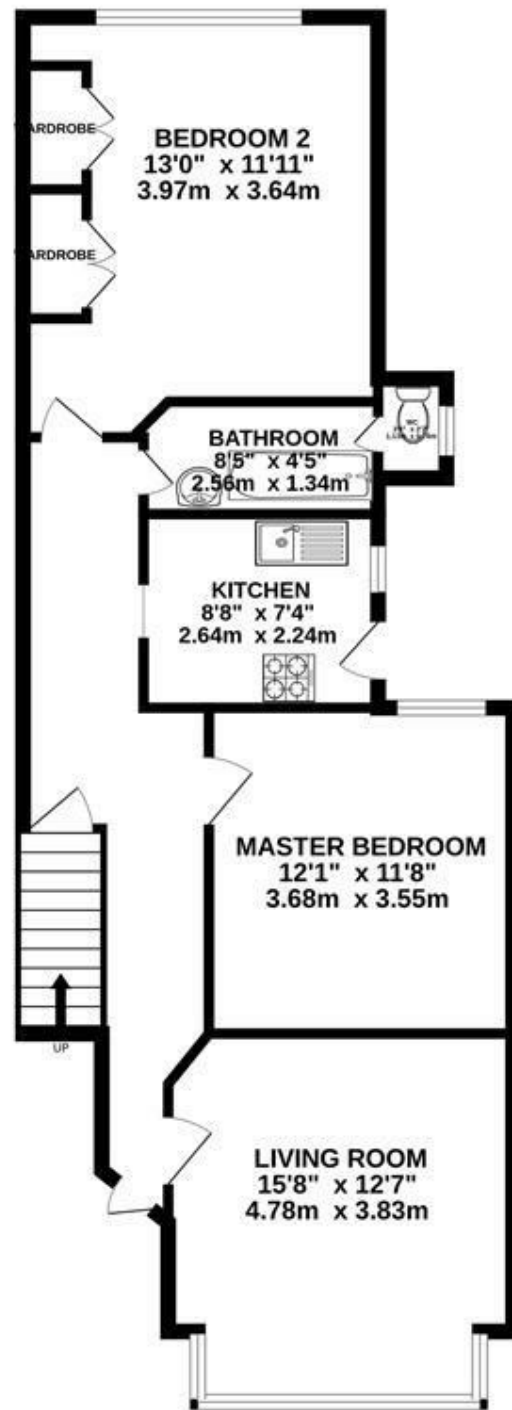 BEDROOM 2
13'0" x 11'11"
3.97m x 3.64m
ARDROBE
ARDROBE
WC
BATHROOM
8'5" x 4'5"
2.56m x 1.34m
KITCHEN
8'8" x 7'4"
2.64m x 2.24m
MASTER BEDROOM
12'1" x 11'8"
3.68m x 3.55m
UP
LIVING ROOM
15'8" x 12'7"
4.78m x 3.83m